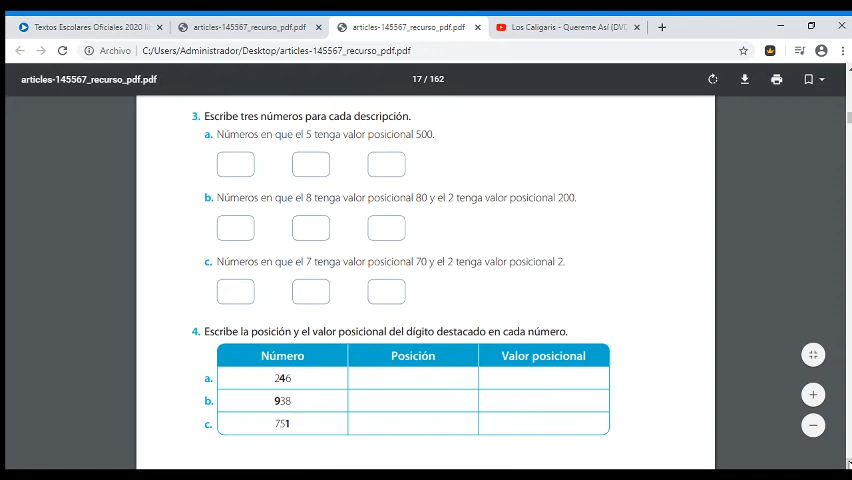 Textos Escolares Oficiales 2020 lib
articles-145567_recurso_pdf.pdf
articles-145567_recurso_pdf.pdf
Los Caligaris - Quereme Así (DVD
Archivo
C:/Users/Administrador/Desktop/articles-145567_recurso_pdf.pdf
articles-145567_recurso_pdf.pdf
17 / 162
3. Escribe tres números para cada descripción.
a. Números en que el 5 tenga valor posicional 500.
b. Números en que el 8 tenga valor posicional 80 y el 2 tenga valor posicional 200.
c. Números en que el 7 tenga valor posicional 70 y el 2 tenga valor posicional 2.
4. Escribe la posición y el valor posicional del dígito destacado en cada número.
Número Posición Valor posicional
a. 246
b. 938
c. 751